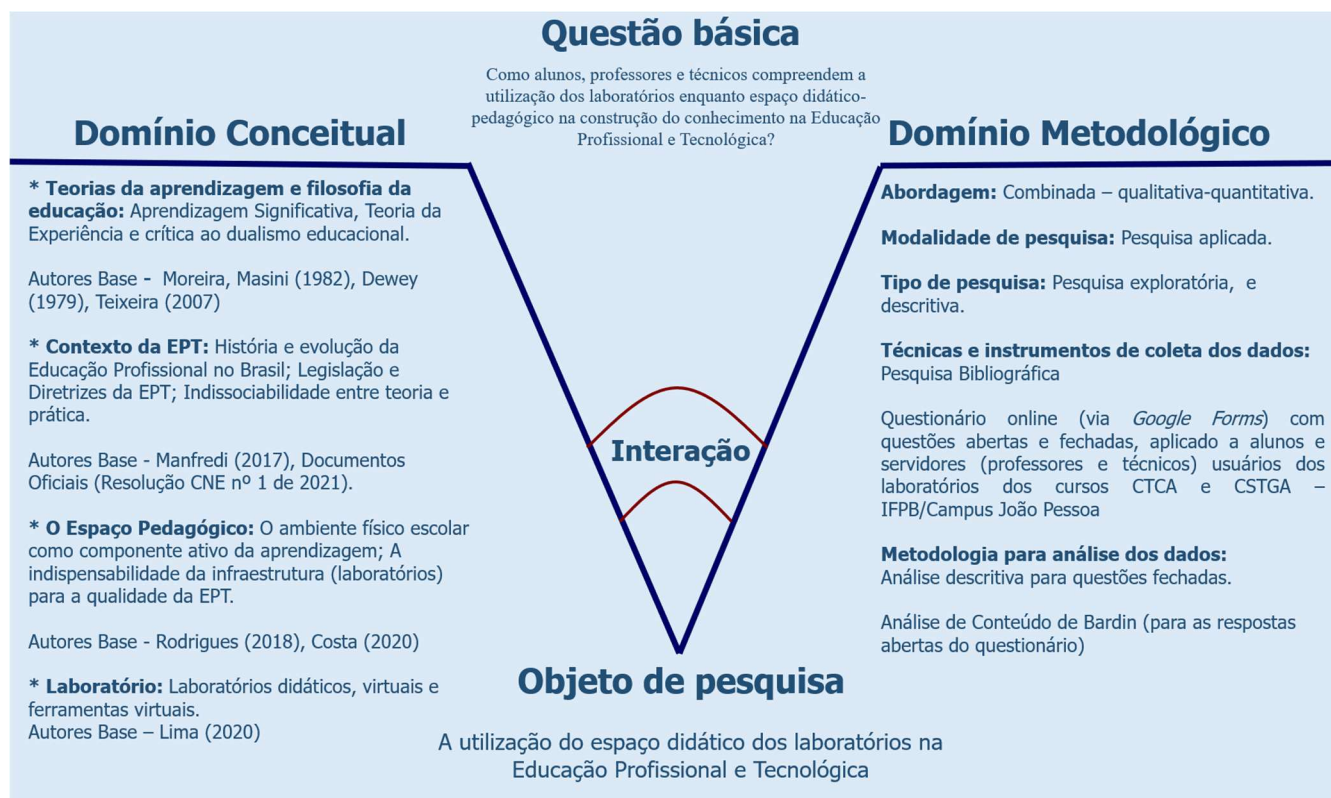 Questão básica
Como alunos, professores e técnicos compreendem a
utilização dos laboratórios enquanto espaço didático-
pedagógico na construção do conhecimento na Educação
Profissional e Tecnológica?
Domínio Conceitual
* Teorias da aprendizagem e filosofia da
educação: Aprendizagem Significativa, Teoria da
Experiência e crítica ao dualismo educacional.
Autores Base - Moreira, Masini (1982), Dewey
(1979), Teixeira (2007)
* Contexto da EPT: História e evolução da
Educação Profissional no Brasil; Legislação e
Diretrizes da EPT; Indissociabilidade entre teoria e
prática.
Autores Base - Manfredi (2017), Documentos
Oficiais (Resolução CNE nº 1 de 2021).
* O Espaço Pedagógico: O ambiente físico escolar
como componente ativo da aprendizagem; A
indispensabilidade da infraestrutura (laboratórios)
para a qualidade da EPT.
Autores Base - Rodrigues (2018), Costa (2020)
* Laboratório: Laboratórios didáticos, virtuais e
ferramentas virtuais.
Autores Base – Lima (2020)
Interação
Domínio Metodológico
Abordagem: Combinada – qualitativa-quantitativa.
Modalidade de pesquisa: Pesquisa aplicada.
Tipo de pesquisa: Pesquisa exploratória, e
descritiva.
Técnicas e instrumentos de coleta dos dados:
Pesquisa Bibliográfica
Questionário online (via Google Forms) com
questões abertas e fechadas, aplicado a alunos e
servidores (professores e técnicos) usuários dos
laboratórios dos cursos CTCA e CSTGA –
IFPB/Campus João Pessoa
Metodologia para análise dos dados:
Análise descritiva para questões fechadas.
Análise de Conteúdo de Bardin (para as respostas
abertas do questionário)
Objeto de pesquisa
A utilização do espaço didático dos laboratórios na
Educação Profissional e Tecnológica